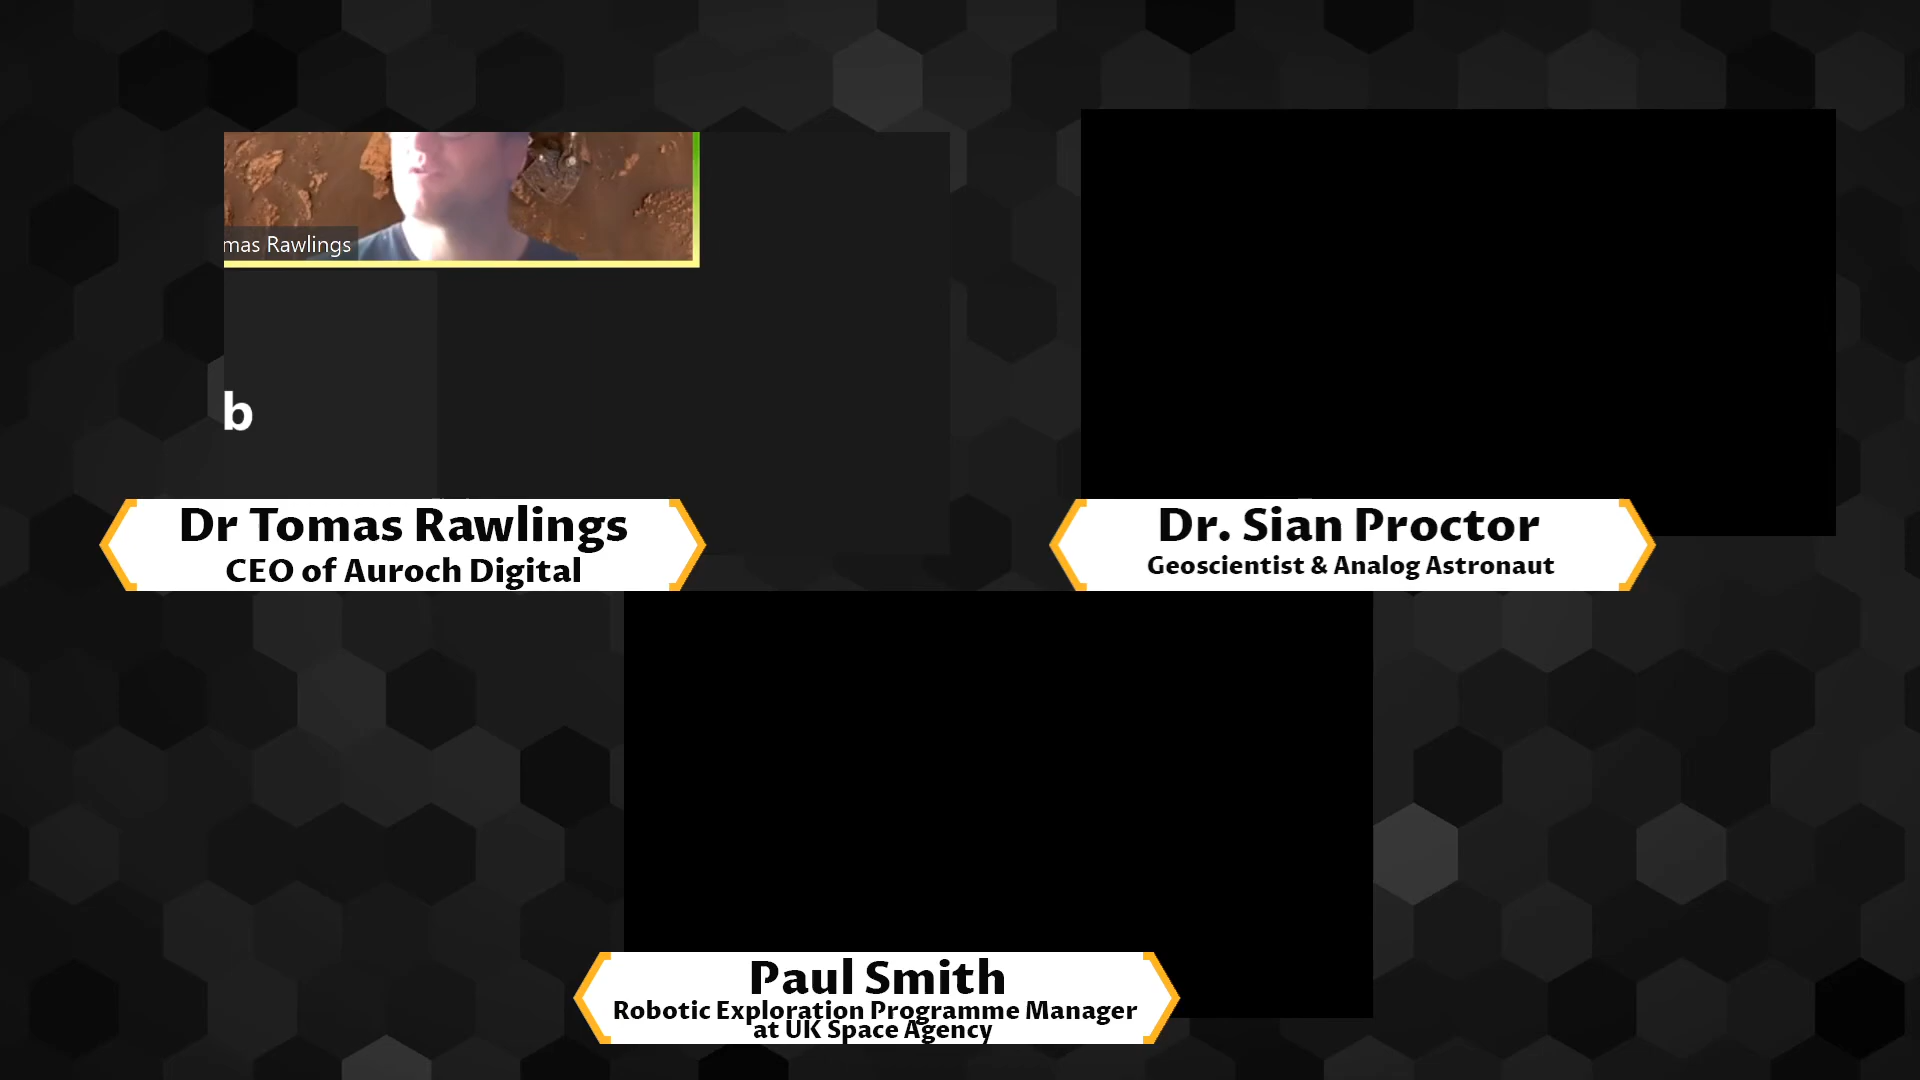 mas Rawlings
b
Dr Tomas Rawlings
CEO of Auroch Digital
Dr. Sian Proctor
Geoscientist & Analog Astronaut
Paul Smith
Robotic Exploration Programme Manager
at UK Space Agency